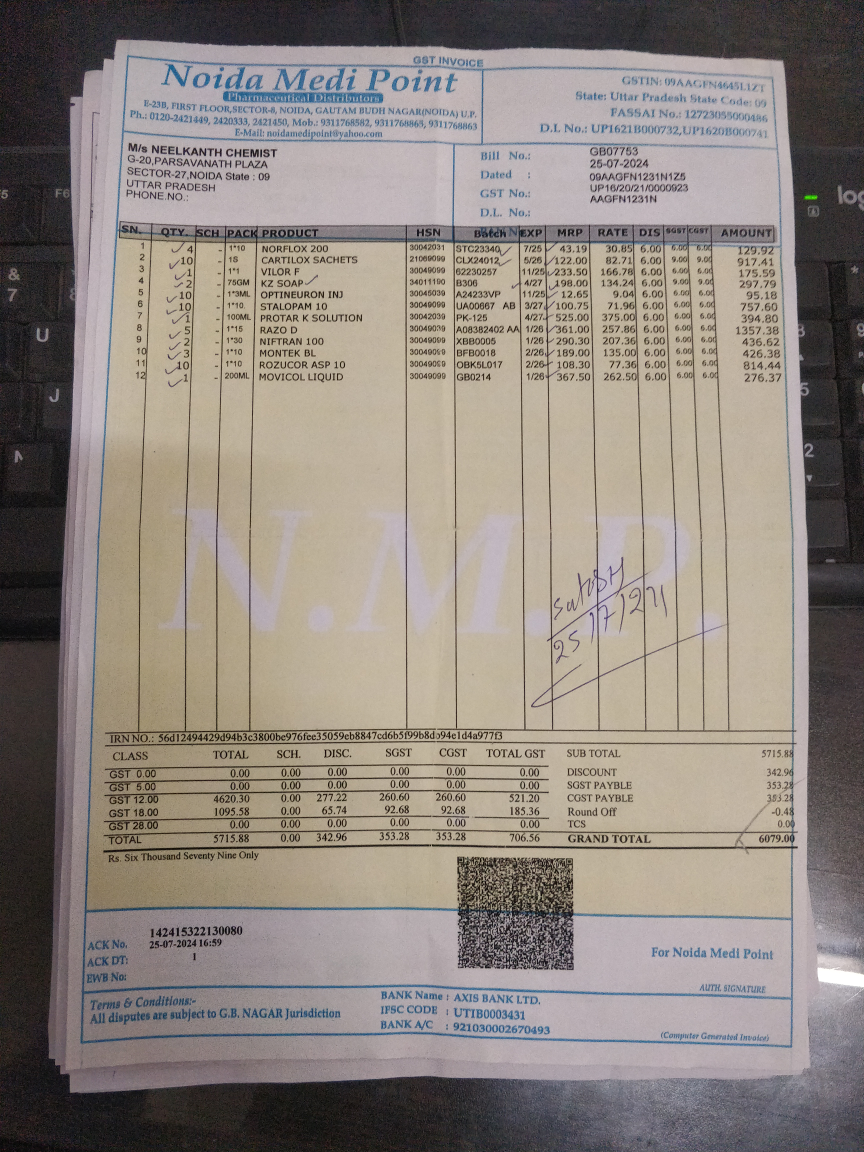 GST INVOICE
Noida Medi Point
Pharmaceutical Distributors
E-23B, FIRST FLOOR,SECTOR-8, NOIDA, GAUTAM BUDH NAGAR(NOIDA) U.P.
Ph.: 0120-2421449, 2420333, 2421450, Mob.: 9311768582, 9311768865, 9311768863
E-Mail: noidamedipoint@yahoo.com
GSTIN: 09AAGFN4645L1ZT
State: Uttar Pradesh State Code: 09
FASSAI No.: 12723055000486
D.L No.: UP1621B000732,UP1620B000741
M/s NEELKANTH CHEMIST
G-20,PARSAVANATH PLAZA
SECTOR-27,NOIDA State : 09
UTTAR PRADESH
PHONE.NO.:
Bill No.: GB07753
Dated : 25-07-2024
GST No.: 09AAGFN1231N1Z5
D.L. No.: UP16/20/21/0000923
AAGFN1231N
SN. QTY. SCH PACK PRODUCT HSN Batch EXP MRP RATE DIS SGST CGST AMOUNT
1 4 - 1*10 NORFLOX 200 30042031 STC23340 7/25 43.19 30.85 6.00 6.00 6.00 129.92
2 10 - 1S CARTILOX SACHETS 21069099 CLX24012 5/26 122.00 82.71 6.00 9.00 9.00 917.41
3 1 - 1*1 VILOR F 30049099 62230257 11/25 233.50 166.78 6.00 6.00 6.00 175.59
4 2 - 75GM KZ SOAP 34011190 B306 4/27 198.00 134.24 6.00 9.00 9.00 297.79
5 10 - 1*3ML OPTINEURON INJ 30045039 A24233VP 11/25 12.65 9.04 6.00 6.00 6.00 95.18
6 10 - 1*10. STALOPAM 10 30049099 UA00667 AB 3/27 100.75 71.96 6.00 6.00 6.00 757.60
7 1 - 100ML PROTAR K SOLUTION 30042039 PK-125 4/27 525.00 375.00 6.00 6.00 6.00 394.80
8 5 - 1*15 RAZO D 30049039 A08382402 AA 1/26 361.00 257.86 6.00 6.00 6.00 1357.38
9 2 - 1*30 NIFTRAN 100 30049099 XBB0005 1/26 290.30 207.36 6.00 6.00 6.00 436.62
10 3 - 1*10 MONTEK BL 30049099 BFB0018 2/26 189.00 135.00 6.00 6.00 6.00 426.38
11 10 - 1*10 ROZUCOR ASP 10 30049099 OBK5L017 2/26 108.30 77.36 6.00 6.00 6.00 814.44
12 1 - 200ML MOVICOL LIQUID 30049099 GB0214 1/26 367.50 262.50 6.00 6.00 6.00 276.37
N.M.P.
25/7/24
IRN NO.: 56d12494429d94b3c3800be976fee35059eb8847cd6b5f99b8db94e1d4a977f3
CLASS TOTAL SCH. DISC. SGST CGST TOTAL GST
GST 0.00 0.00 0.00 0.00 0.00 0.00 0.00
GST 5.00 0.00 0.00 0.00 0.00 0.00 0.00
GST 12.00 4620.30 0.00 277.22 260.60 260.60 521.20
GST 18.00 1095.58 0.00 65.74 92.68 92.68 185.36
GST 28.00 0.00 0.00 0.00 0.00 0.00 0.00
TOTAL 5715.88 0.00 342.96 353.28 353.28 706.56
SUB TOTAL 5715.88
DISCOUNT 342.96
SGST PAYBLE 353.28
CGST PAYBLE 353.28
Round Off -0.48
TCS 0.00
GRAND TOTAL 6079.00
Rs. Six Thousand Seventy Nine Only
ACK No. 142415322130080
ACK DT: 25-07-2024 16:59
EWB No: 1
For Noida Medi Point
AUTH. SIGNATURE
Terms & Conditions:-
All disputes are subject to G.B. NAGAR Jurisdiction
BANK Name : AXIS BANK LTD.
IFSC CODE : UTIB0003431
BANK A/C : 921030002670493
(Computer Generated Invoice)